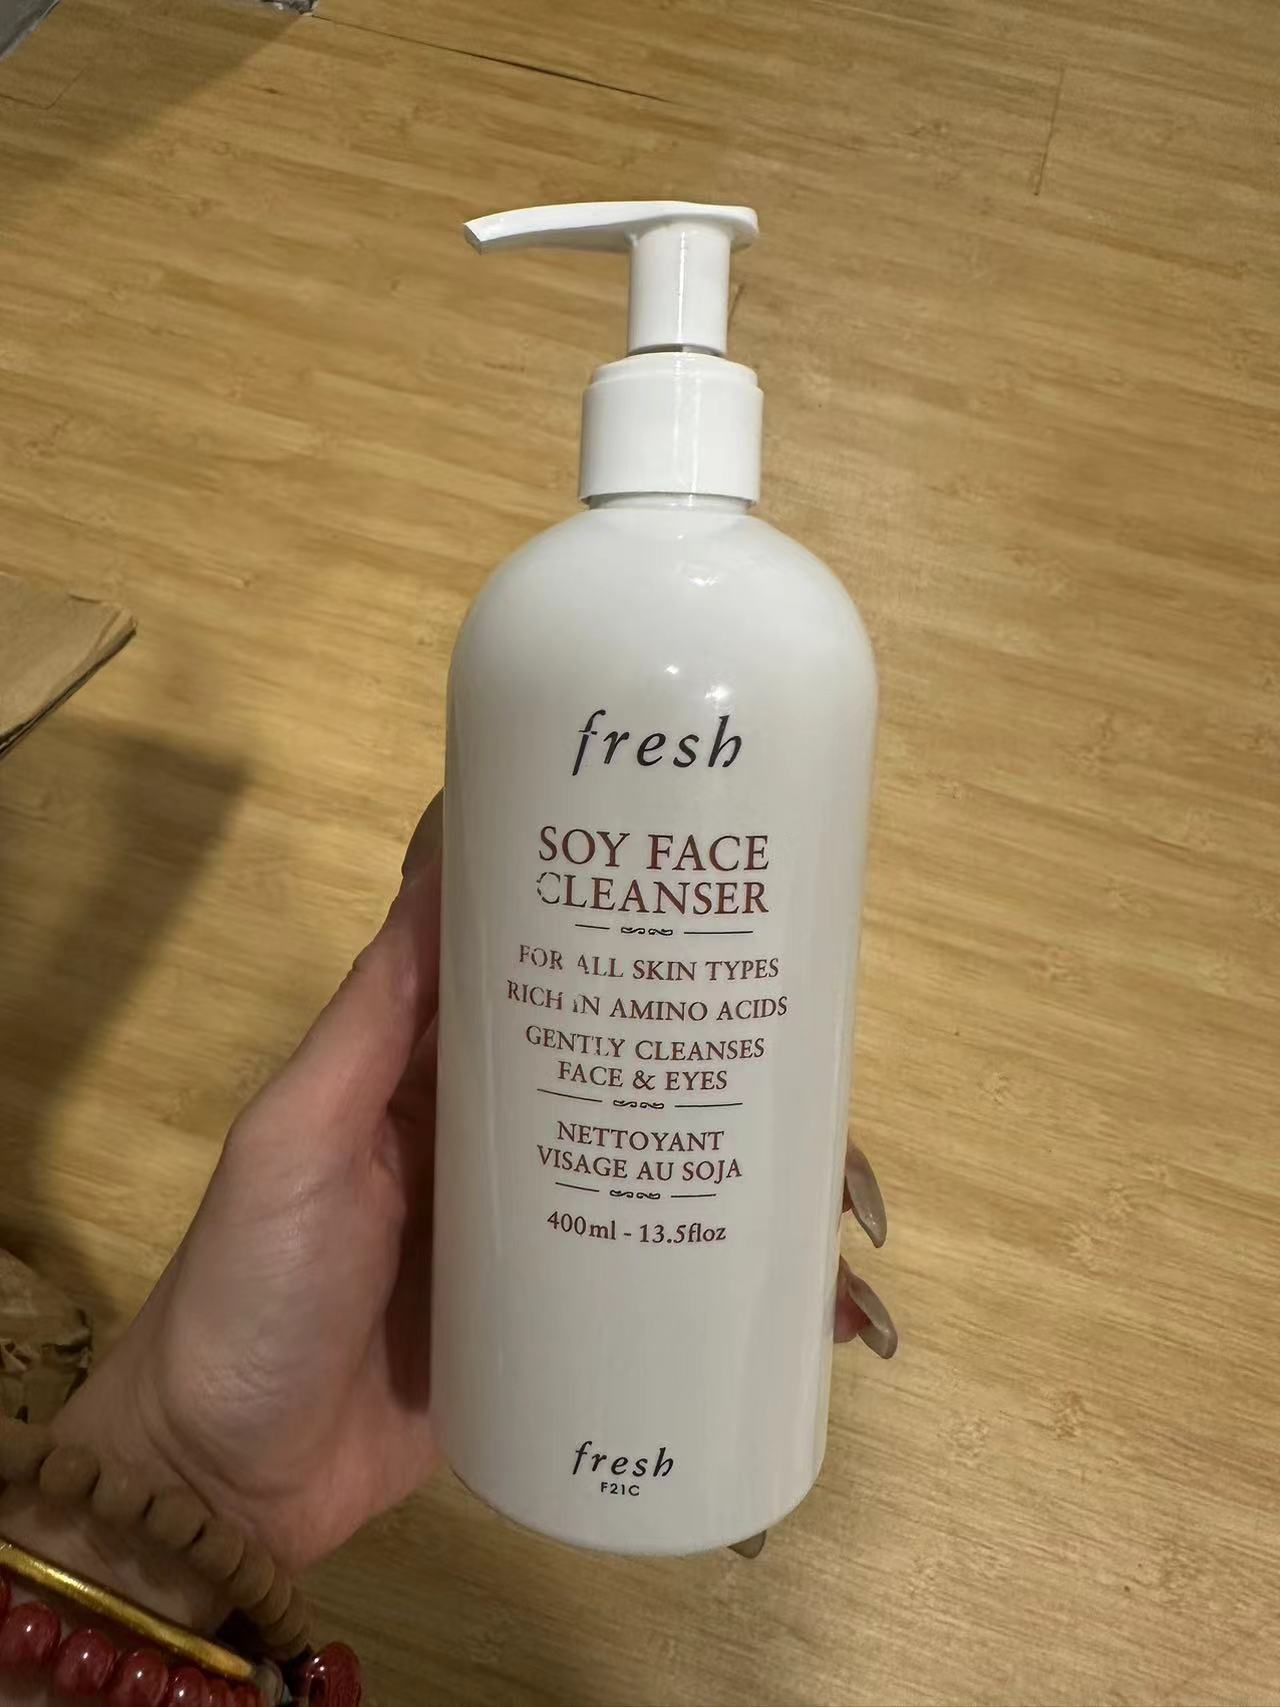 fresh
SOY FACE
CLEANSER
FOR ALL SKIN TYPES
RICH IN AMINO ACIDS
GENTLY CLEANSES
FACE & EYES
NETTOYANT
VISAGE AU SOJA
400ml - 13.5floz
fresh
F21C